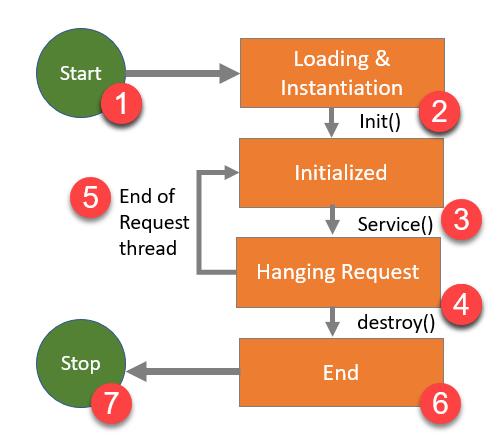 Start
1
Loading &
Instantiation
2
Init()
Initialized
3
5
End of
Request
thread
Service()
Hanging Request
4
destroy()
Stop
7
End
6